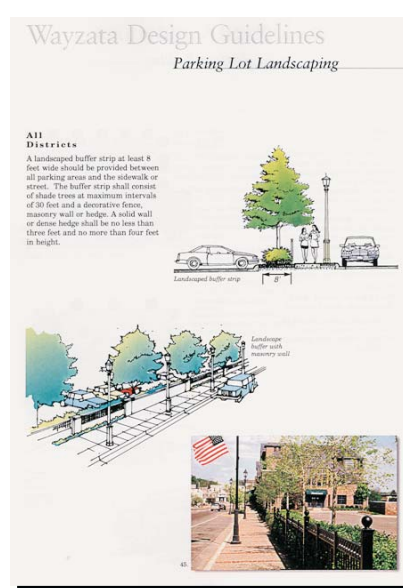 Wayzata Design Guidelines
Parking Lot Landscaping
All
Districts
A landscaped buffer strip at least 8
feet wide should be provided between
all parking areas and the sidewalk or
street. The buffer strip shall consist
of shade trees at maximum intervals
of 30 feet and a decorative fence,
masonry wall or hedge. A solid wall
or dense hedge shall be no less than
three feet and no more than four feet
in height.
Landscaped buffer strip
8'
Landscape
buffer with
masonry wall
45